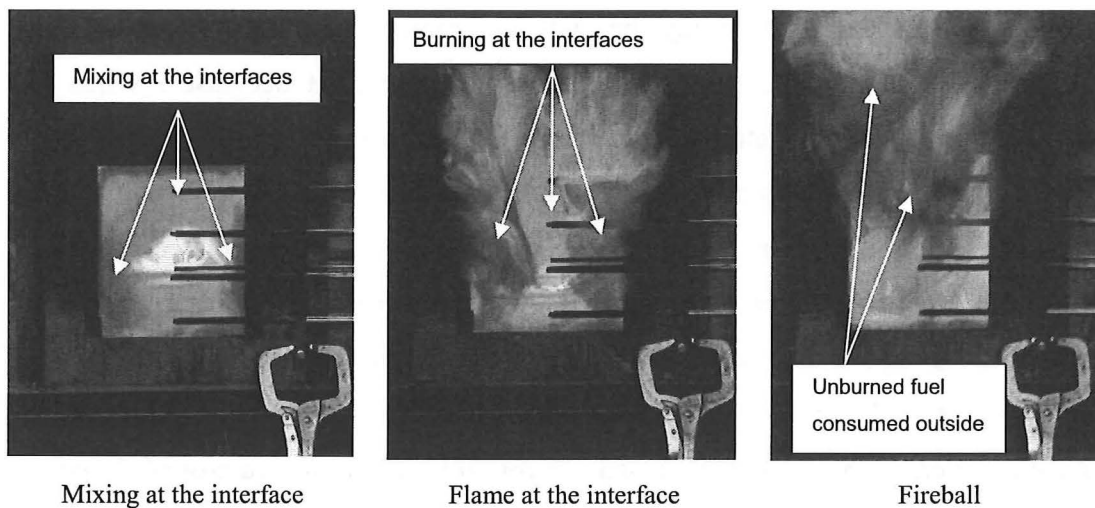 Mixing at the interfaces
Burning at the interfaces
Unburned fuel
consumed outside
Mixing at the interface
Flame at the interface
Fireball